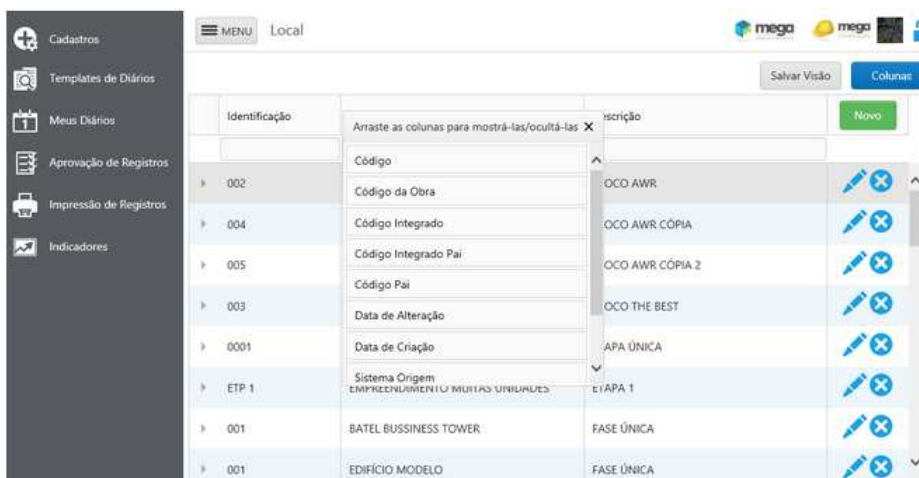 MENU Local
mega mega
Cadastros
Templates de Diários
Meus Diários
Aprovação de Registros
Impressão de Registros
Indicadores
Salvar Visão Colunas
Identificação escrição Novo
Arraste as colunas para mostrá-las/ocultá-las X
Código
Código da Obra
Código Integrado
Código Integrado Pai
Código Pai
Data de Alteração
Data de Criação
Sistema Origem
002 OCO AWR
004 OCO AWR CÓPIA
005 OCO AWR CÓPIA 2
003 OCO THE BEST
0001 APA ÚNICA
ETP 1 EMPREENDIMENTO MUITAS UNIDADES ETAPA 1
001 BATEL BUSSINESS TOWER FASE ÚNICA
001 EDIFÍCIO MODELO FASE ÚNICA